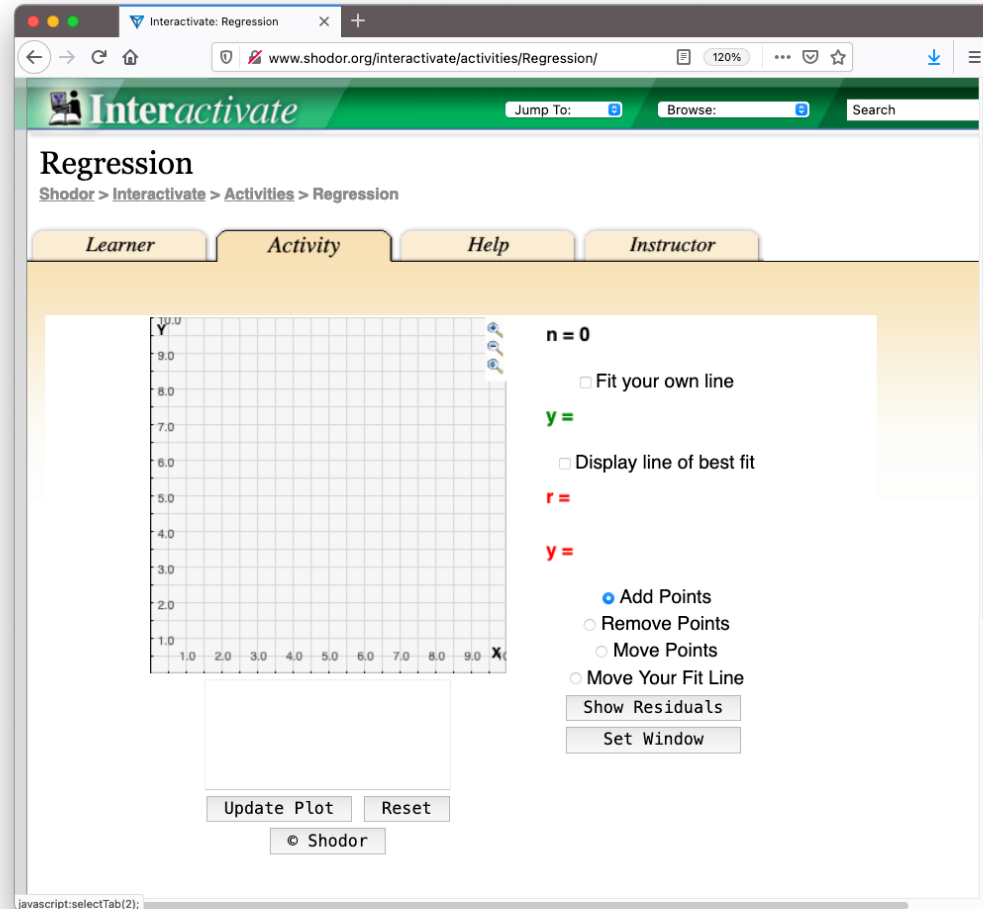 Interactivate: Regression
www.shodor.org/interactivate/activities/Regression/ 120%
Interactivate Jump To: Browse: Search
Regression
Shodor > Interactivate > Activities > Regression
Learner Activity Help Instructor
10.0
Y
9.0
8.0
7.0
6.0
5.0
4.0
3.0
2.0
1.0
1.0 2.0 3.0 4.0 5.0 6.0 7.0 8.0 9.0 X
n = 0
Fit your own line
y =
Display line of best fit
r =
y =
Add Points
Remove Points
Move Points
Move Your Fit Line
Show Residuals
Set Window
Update Plot Reset
© Shodor
javascript:selectTab(2);